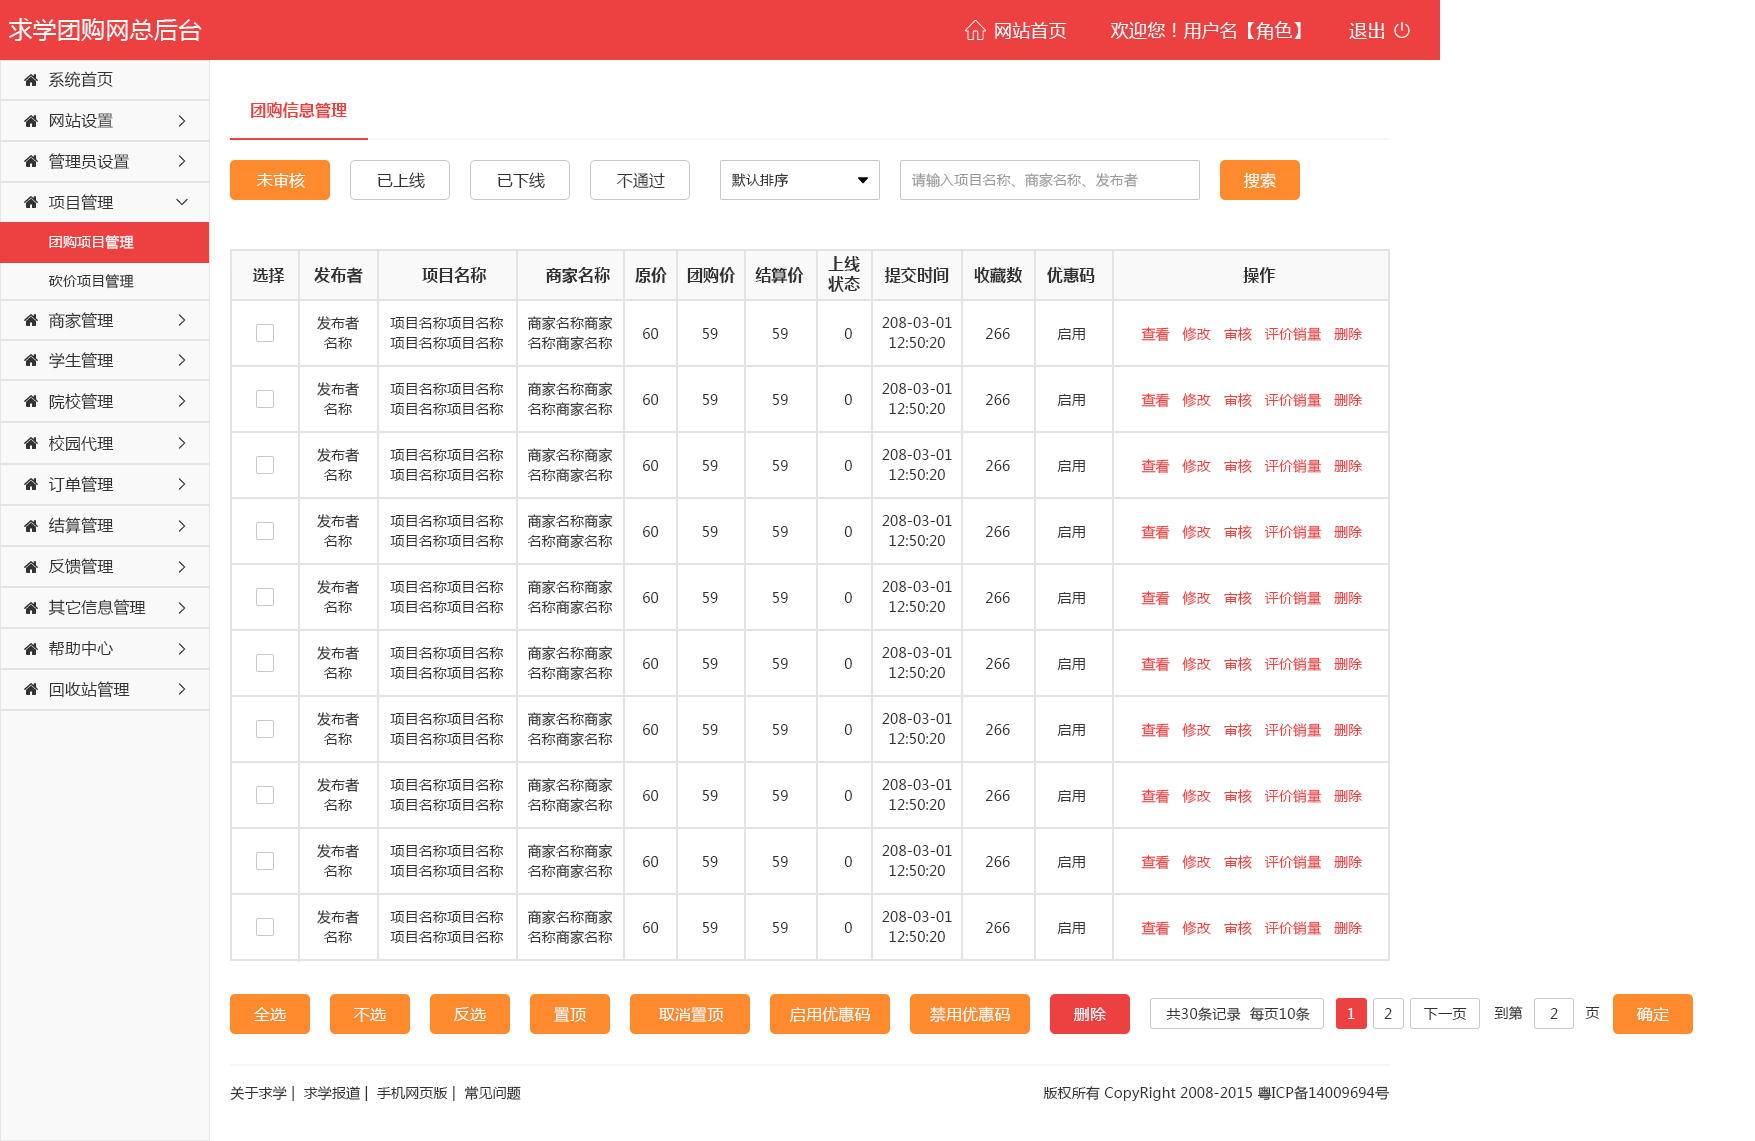 求学团购网总后台
网站首页 欢迎您！用户名【角色】 退出
系统首页
网站设置
管理员设置
项目管理
团购项目管理
砍价项目管理
商家管理
学生管理
院校管理
校园代理
订单管理
结算管理
反馈管理
其它信息管理
帮助中心
回收站管理
团购信息管理
未审核 已上线 已下线 不通过 默认排序 请输入项目名称、商家名称、发布者 搜索
选择 发布者 项目名称 商家名称 原价 团购价 结算价 上线状态 提交时间 收藏数 优惠码 操作
发布者 项目名称项目名称 商家名称商家 60 59 59 0 208-03-01 266 启用 查看 修改 审核 评价销量 删除
名称 项目名称项目名称 名称商家名称 12:50:20
发布者 项目名称项目名称 商家名称商家 60 59 59 0 208-03-01 266 启用 查看 修改 审核 评价销量 删除
名称 项目名称项目名称 名称商家名称 12:50:20
发布者 项目名称项目名称 商家名称商家 60 59 59 0 208-03-01 266 启用 查看 修改 审核 评价销量 删除
名称 项目名称项目名称 名称商家名称 12:50:20
发布者 项目名称项目名称 商家名称商家 60 59 59 0 208-03-01 266 启用 查看 修改 审核 评价销量 删除
名称 项目名称项目名称 名称商家名称 12:50:20
发布者 项目名称项目名称 商家名称商家 60 59 59 0 208-03-01 266 启用 查看 修改 审核 评价销量 删除
名称 项目名称项目名称 名称商家名称 12:50:20
发布者 项目名称项目名称 商家名称商家 60 59 59 0 208-03-01 266 启用 查看 修改 审核 评价销量 删除
名称 项目名称项目名称 名称商家名称 12:50:20
发布者 项目名称项目名称 商家名称商家 60 59 59 0 208-03-01 266 启用 查看 修改 审核 评价销量 删除
名称 项目名称项目名称 名称商家名称 12:50:20
发布者 项目名称项目名称 商家名称商家 60 59 59 0 208-03-01 266 启用 查看 修改 审核 评价销量 删除
名称 项目名称项目名称 名称商家名称 12:50:20
发布者 项目名称项目名称 商家名称商家 60 59 59 0 208-03-01 266 启用 查看 修改 审核 评价销量 删除
名称 项目名称项目名称 名称商家名称 12:50:20
发布者 项目名称项目名称 商家名称商家 60 59 59 0 208-03-01 266 启用 查看 修改 审核 评价销量 删除
名称 项目名称项目名称 名称商家名称 12:50:20
全选 不选 反选 置顶 取消置顶 启用优惠码 禁用优惠码 删除 共30条记录 每页10条 1 2 下一页 到第 2 页 确定
关于求学 | 求学报道 | 手机网页版 | 常见问题
版权所有 CopyRight 2008-2015 粤ICP备14009694号